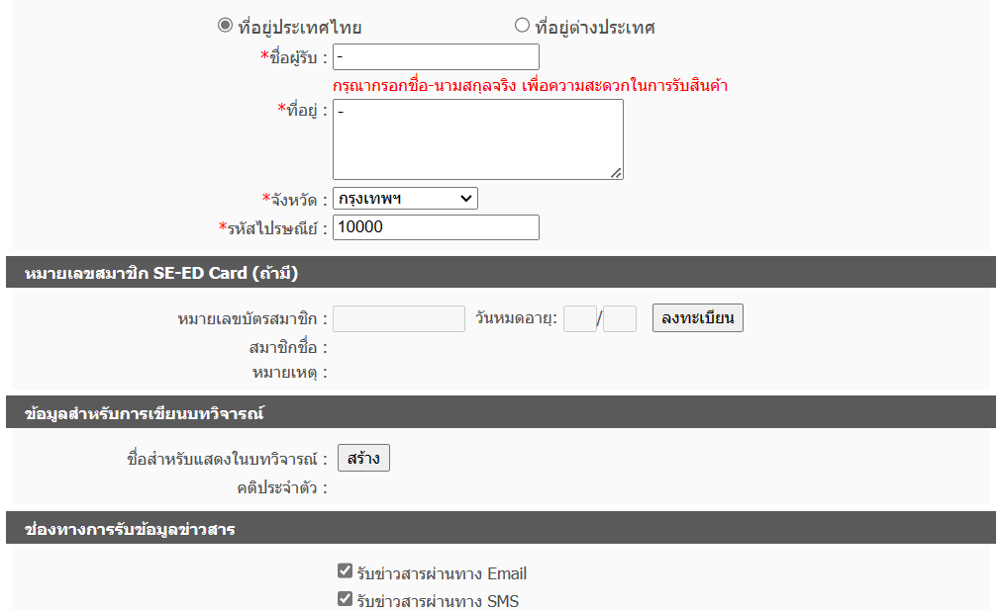 ที่อยู่ประเทศไทย ที่อยู่ต่างประเทศ
*ชื่อผู้รับ : -
กรุณากรอกชื่อ-นามสกุลจริง เพื่อความสะดวกในการรับสินค้า
*ที่อยู่ : -
*จังหวัด : กรุงเทพฯ
*รหัสไปรษณีย์ : 10000
หมายเลขสมาชิก SE-ED Card (ถ้ามี)
หมายเลขบัตรสมาชิก : วันหมดอายุ: / ลงทะเบียน
สมาชิกชื่อ :
หมายเหตุ :
ข้อมูลสำหรับการเขียนบทวิจารณ์
ชื่อสำหรับแสดงในบทวิจารณ์ : สร้าง
คติประจำตัว :
ช่องทางการรับข้อมูลข่าวสาร
รับข่าวสารผ่านทาง Email
รับข่าวสารผ่านทาง SMS